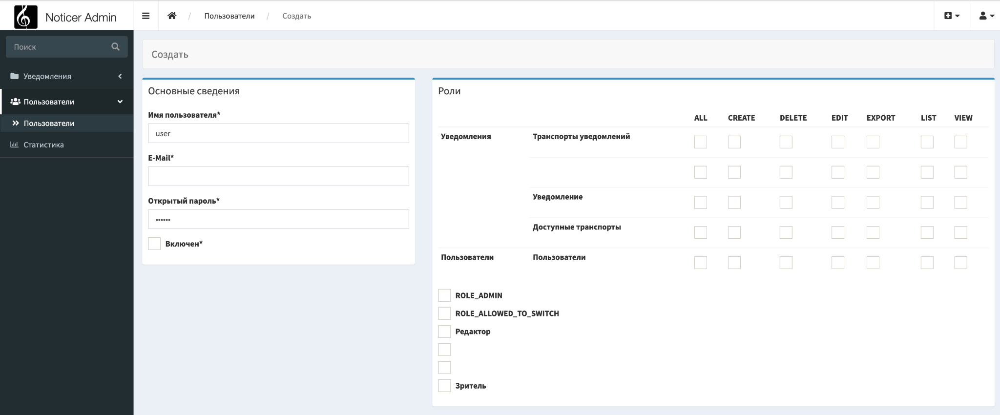 Noticer Admin
/ Пользователи / Создать
Поиск
Уведомления
Пользователи
Пользователи
Статистика
Создать
Основные сведения
Имя пользователя*
user
E-Mail*
Открытый пароль*
••••••
Включен*
Роли
ALL CREATE DELETE EDIT EXPORT LIST VIEW
Уведомления Транспорты уведомлений
Уведомление
Доступные транспорты
Пользователи Пользователи
ROLE_ADMIN
ROLE_ALLOWED_TO_SWITCH
Редактор
Зритель